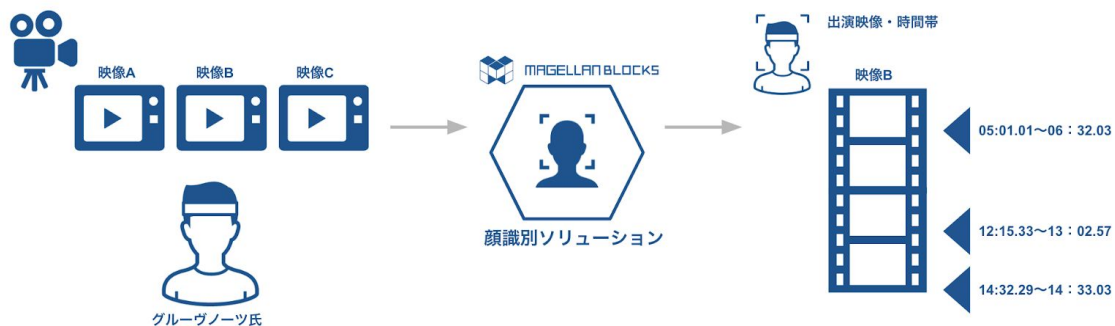 映像A
映像B
映像C
グルーヴノーツ氏
MAGELLAN BLOCKS
顔識別ソリューション
出演映像・時間帯
映像B
05:01.01〜06：32.03
12:15.33〜13：02.57
14:32.29〜14：33.03